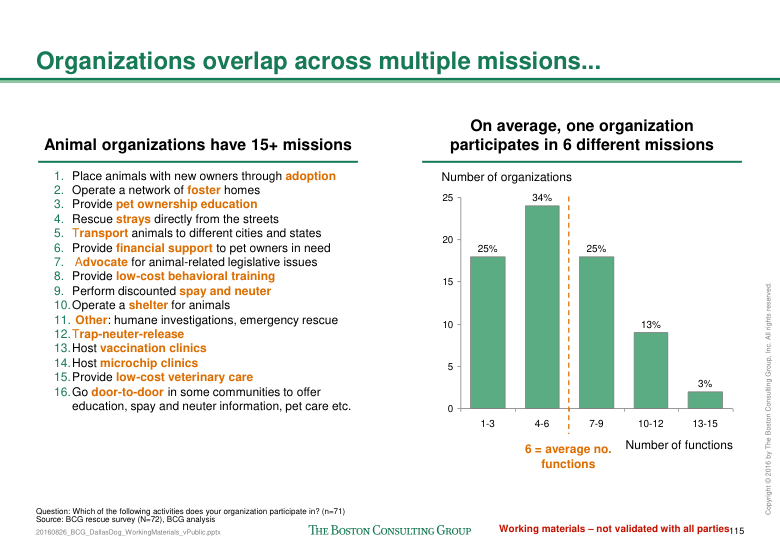 Organizations overlap across multiple missions...
Animal organizations have 15+ missions
1. Place animals with new owners through adoption
2. Operate a network of foster homes
3. Provide pet ownership education
4. Rescue strays directly from the streets
5. Transport animals to different cities and states
6. Provide financial support to pet owners in need
7. Advocate for animal-related legislative issues
8. Provide low-cost behavioral training
9. Perform discounted spay and neuter
10. Operate a shelter for animals
11. Other: humane investigations, emergency rescue
12. Trap-neuter-release
13. Host vaccination clinics
14. Host microchip clinics
15. Provide low-cost veterinary care
16. Go door-to-door in some communities to offer
education, spay and neuter information, pet care etc.
On average, one organization
participates in 6 different missions
Number of organizations
25
20
15
10
5
0
25%
34%
25%
13%
3%
1-3
4-6
7-9
10-12
13-15
6 = average no.
functions
Number of functions
Copyright © 2016 by The Boston Consulting Group, Inc. All rights reserved.
Question: Which of the following activities does your organization participate in? (n=71)
Source: BCG rescue survey (N=72), BCG analysis
20160826_BCG_DallasDog_WorkingMaterials_vPublic.pptx
THE BOSTON CONSULTING GROUP
Working materials – not validated with all parties
115